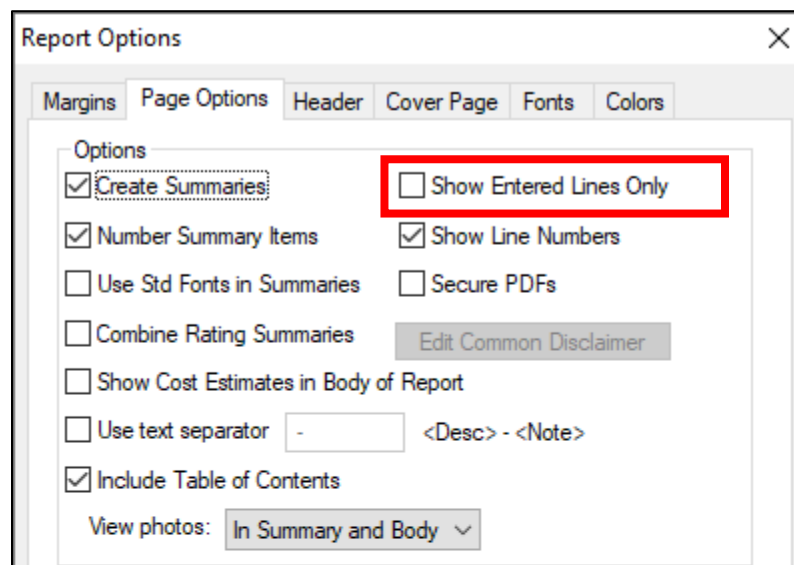 Report Options
Margins Page Options Header Cover Page Fonts Colors
Options
Create Summaries Show Entered Lines Only
Number Summary Items Show Line Numbers
Use Std Fonts in Summaries Secure PDFs
Combine Rating Summaries Edit Common Disclaimer
Show Cost Estimates in Body of Report
Use text separator - <Desc> - <Note>
Include Table of Contents
View photos: In Summary and Body